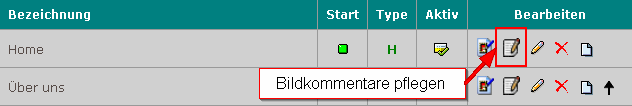 Bezeichnung Start Type Aktiv Bearbeiten
Home H
Über uns
Bildkommentare pflegen